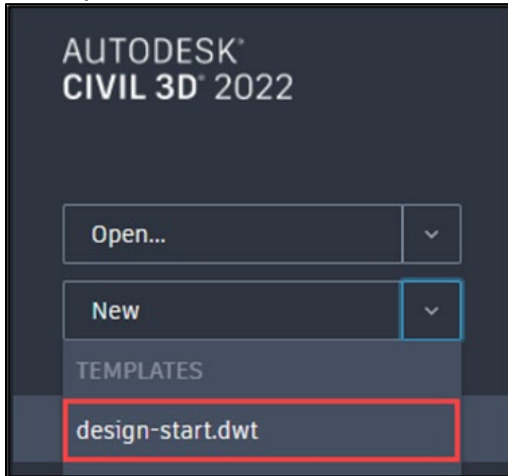 AUTODESK®
CIVIL 3D® 2022
Open...
New
TEMPLATES
design-start.dwt